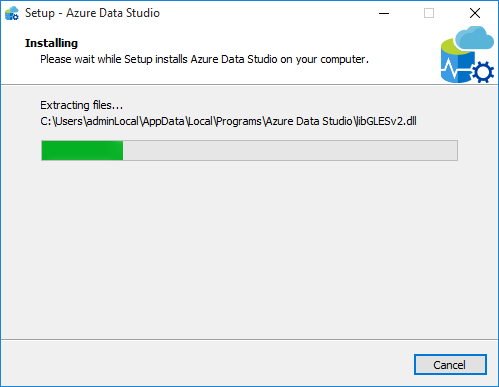 Setup - Azure Data Studio
Installing
Please wait while Setup installs Azure Data Studio on your computer.
Extracting files...
C:\Users\adminLocal\AppData\Local\Programs\Azure Data Studio\libGLESv2.dll
Cancel